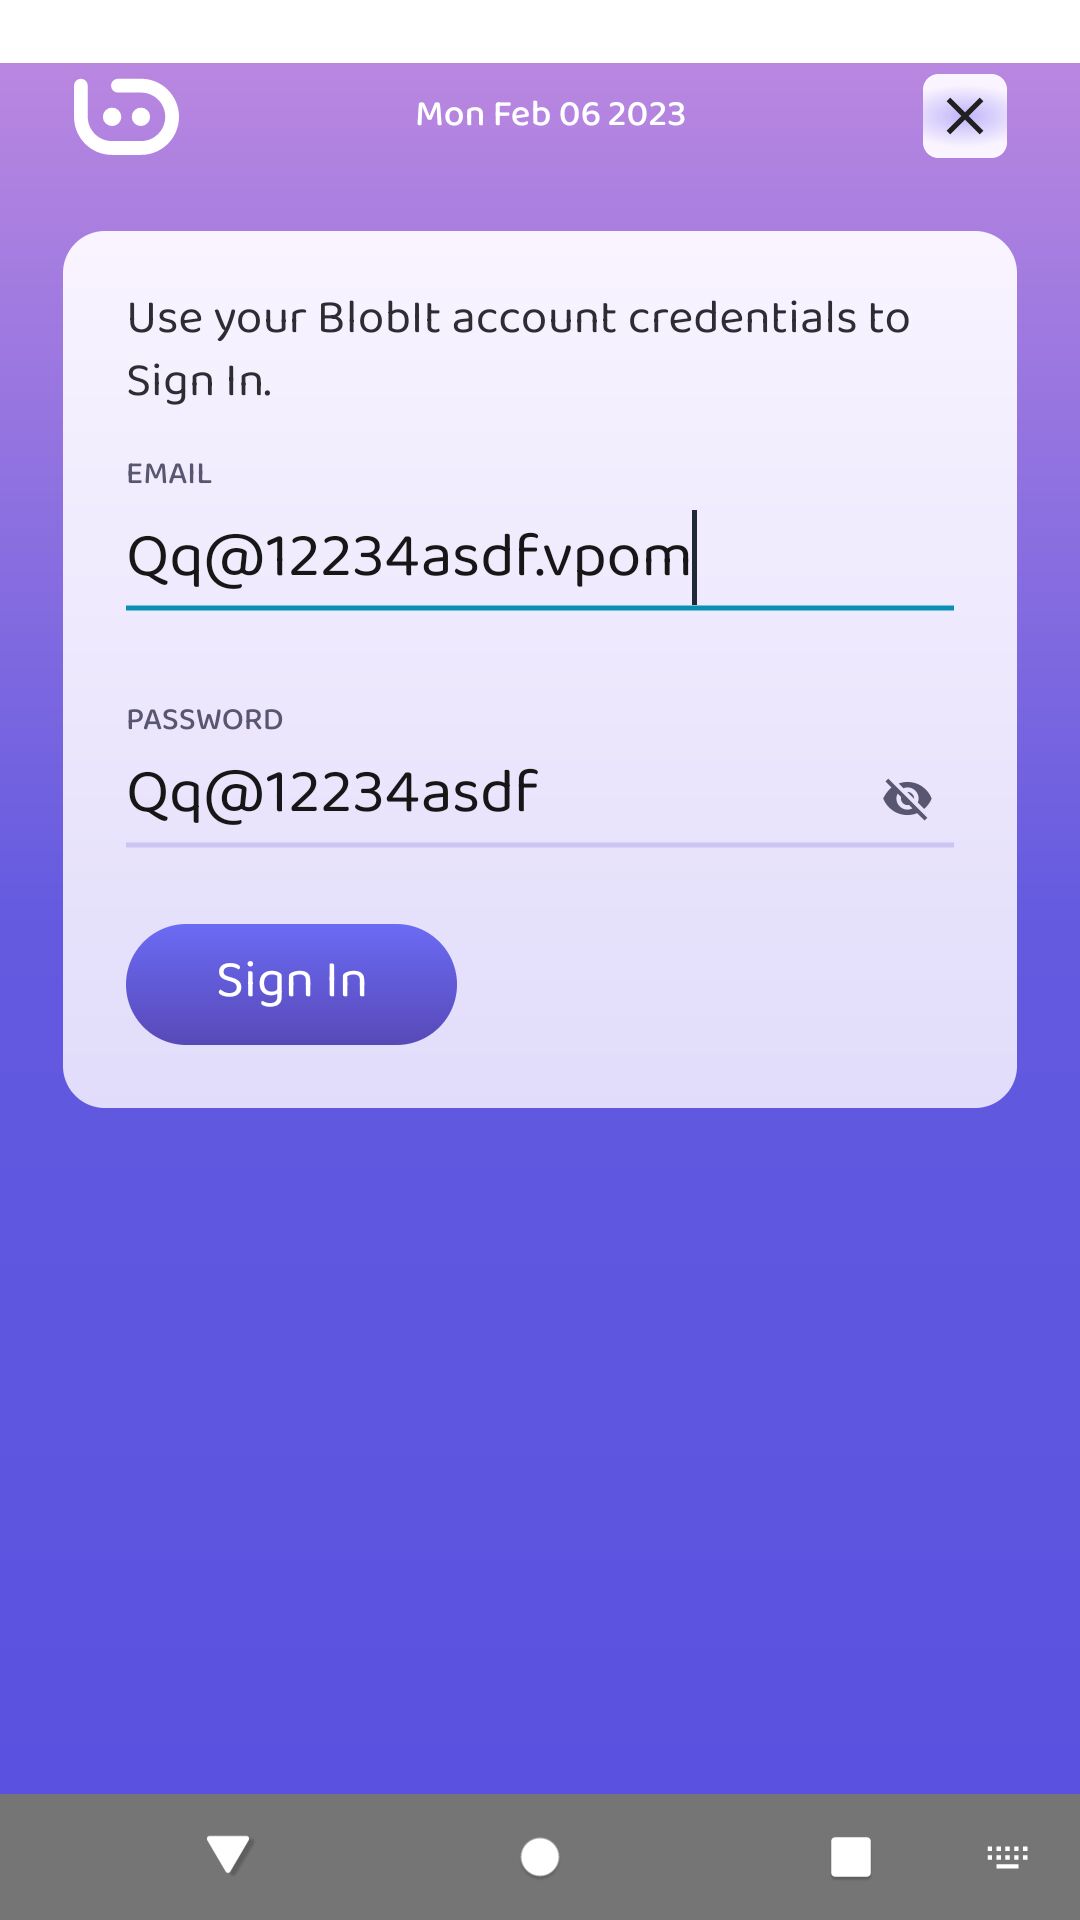 Mon Feb 06 2023
Use your BlobIt account credentials to
Sign In.
EMAIL
Qq@12234asdf.vpom
PASSWORD
Qq@12234asdf
Sign In